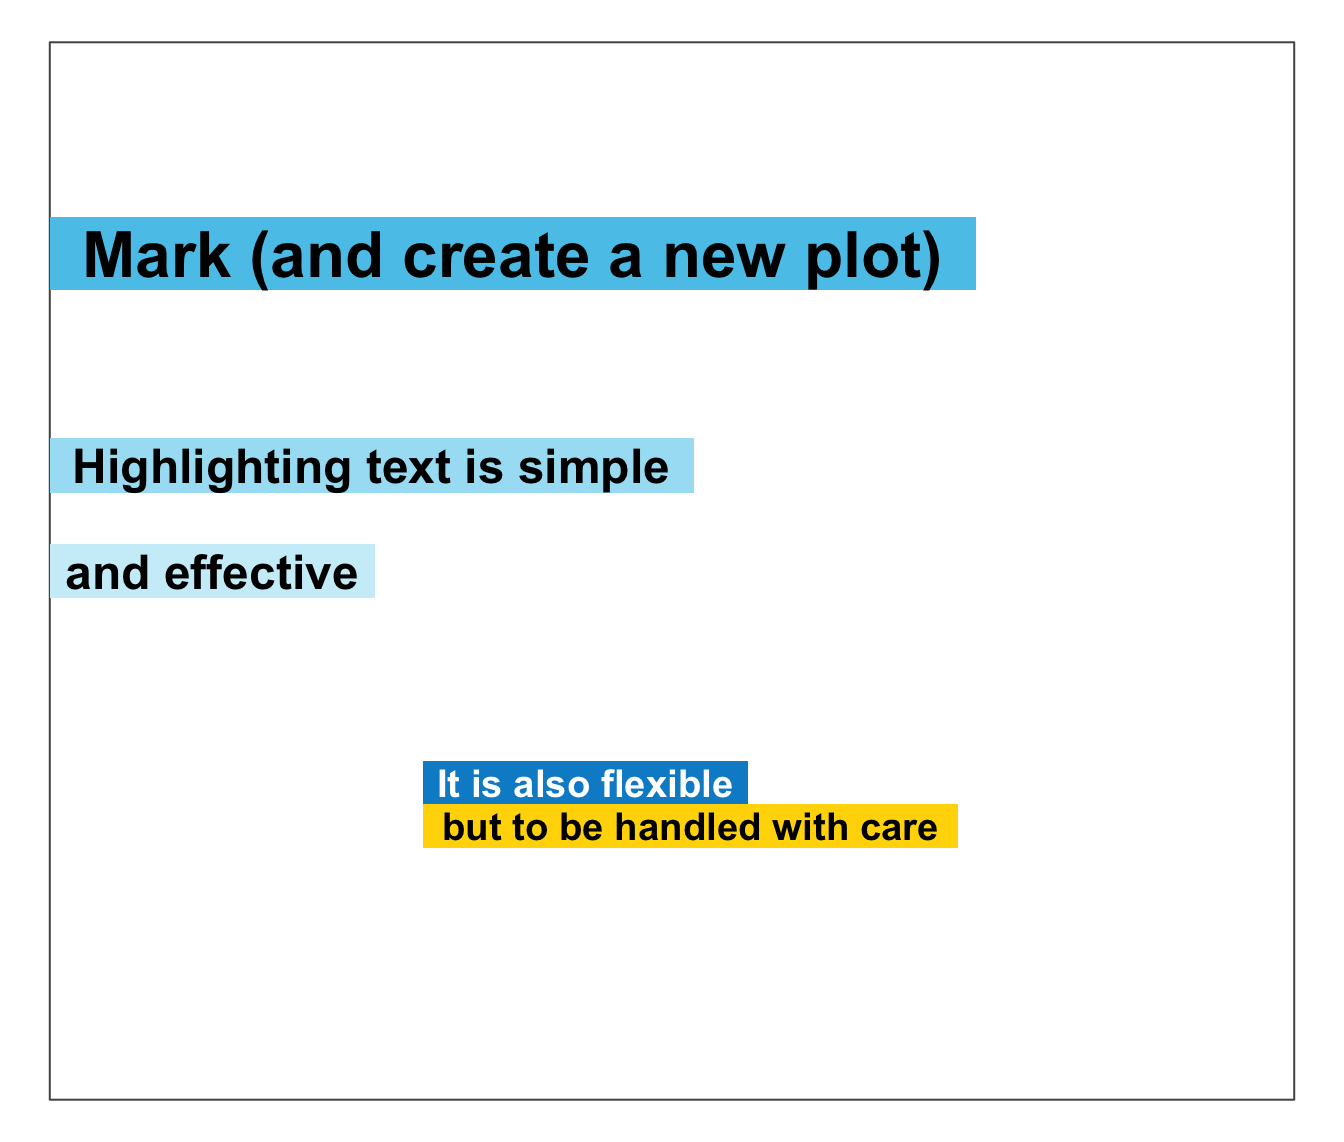 Mark (and create a new plot)
Highlighting text is simple
and effective
It is also flexible
but to be handled with care